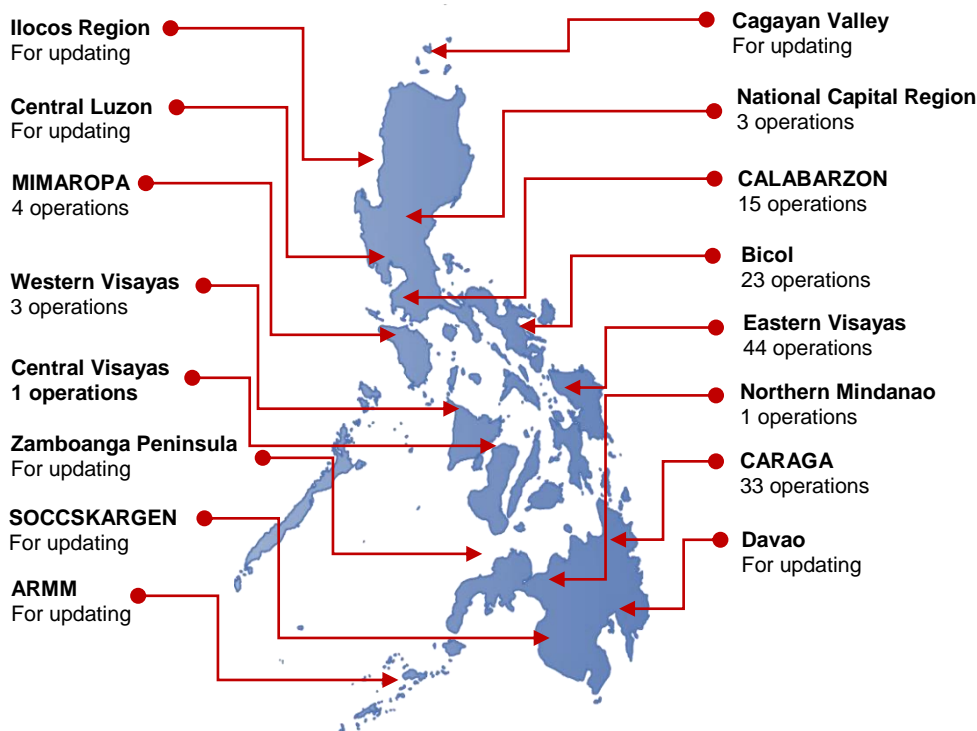 Ilocos Region
For updating
Central Luzon
For updating
MIMAROPA
4 operations
Western Visayas
3 operations
Central Visayas
1 operations
Zamboanga Peninsula
For updating
SOCCSKARGEN
For updating
ARMM
For updating
Cagayan Valley
For updating
National Capital Region
3 operations
CALABARZON
15 operations
Bicol
23 operations
Eastern Visayas
44 operations
Northern Mindanao
1 operations
CARAGA
33 operations
Davao
For updating